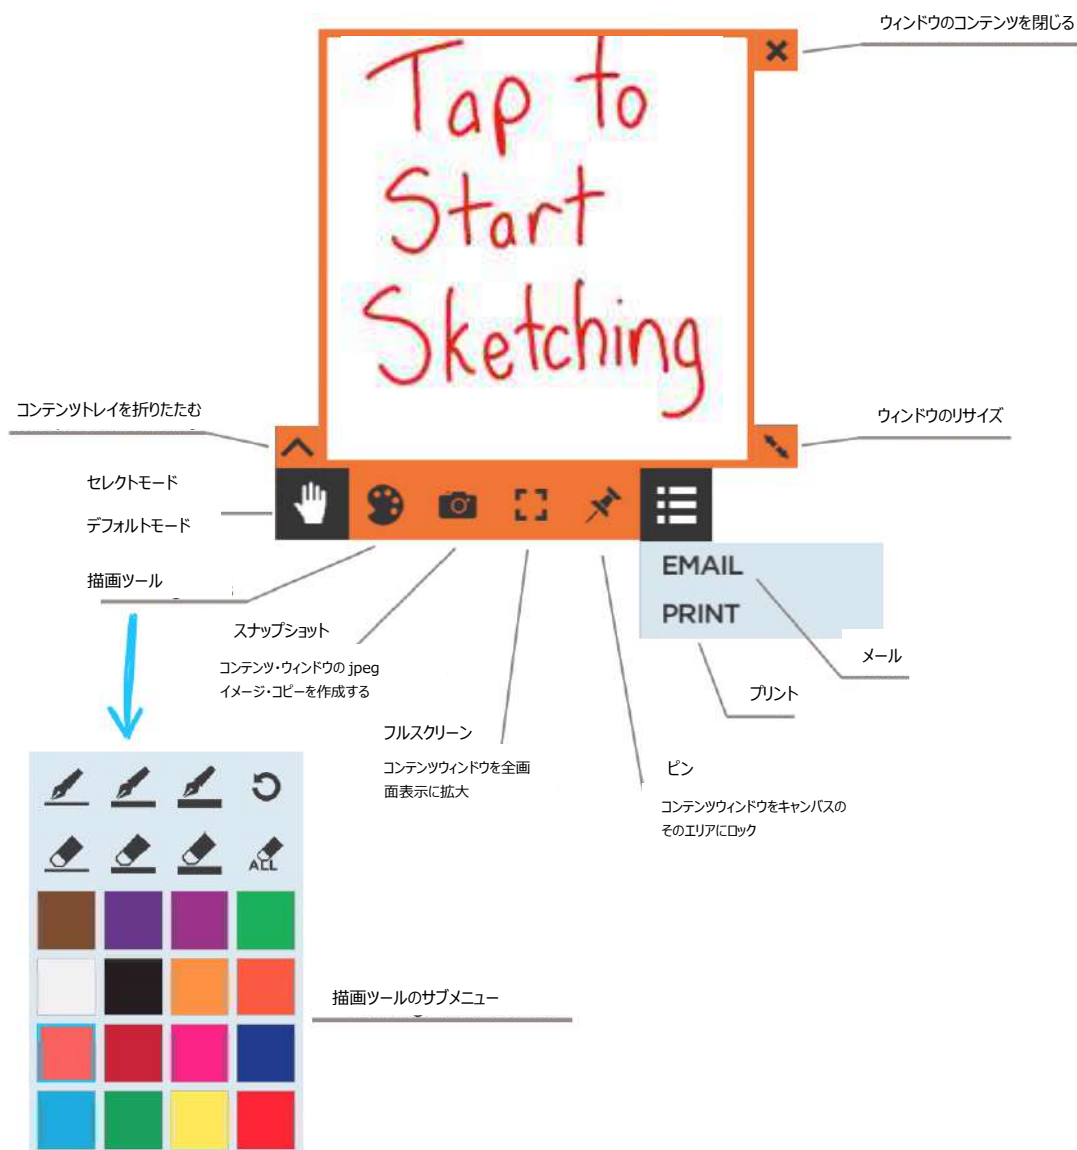 ウィンドウのコンテンツを閉じる
Tap to
Start
Sketching
コンテンツトレイを折りたたむ
ウィンドウのリサイズ
セレクトモード
デフォルトモード
EMAIL
PRINT
描画ツール
スナップショット
コンテンツ・ウィンドウの jpeg
イメージ・コピーを作成する
メール
プリント
フルスクリーン
コンテンツウィンドウを全画
面表示に拡大
ピン
コンテンツウィンドウをキャンバスの
そのエリアにロック
ALL
描画ツールのサブメニュー